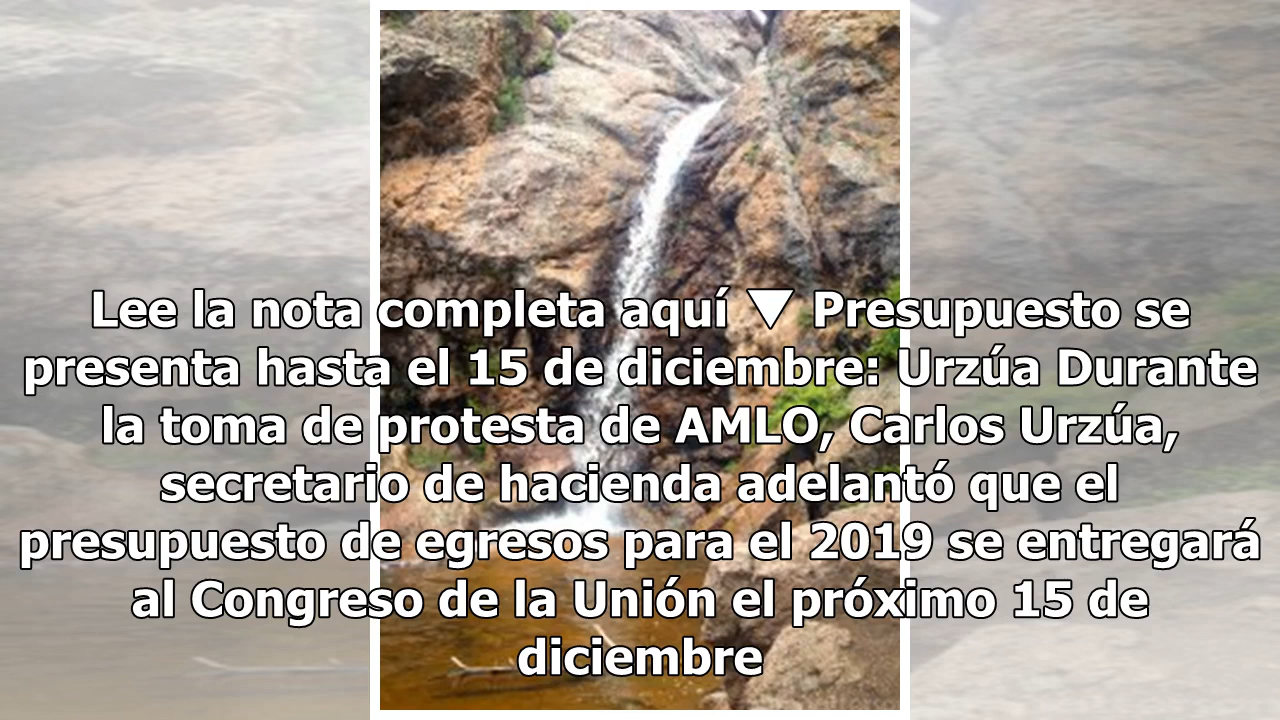 Lee la nota completa aquí ▼ Presupuesto se
presenta hasta el 15 de diciembre: Urzúa Durante
la toma de protesta de AMLO, Carlos Urzúa,
secretario de hacienda adelantó que el
presupuesto de egresos para el 2019 se entregará
al Congreso de la Unión el próximo 15 de
diciembre